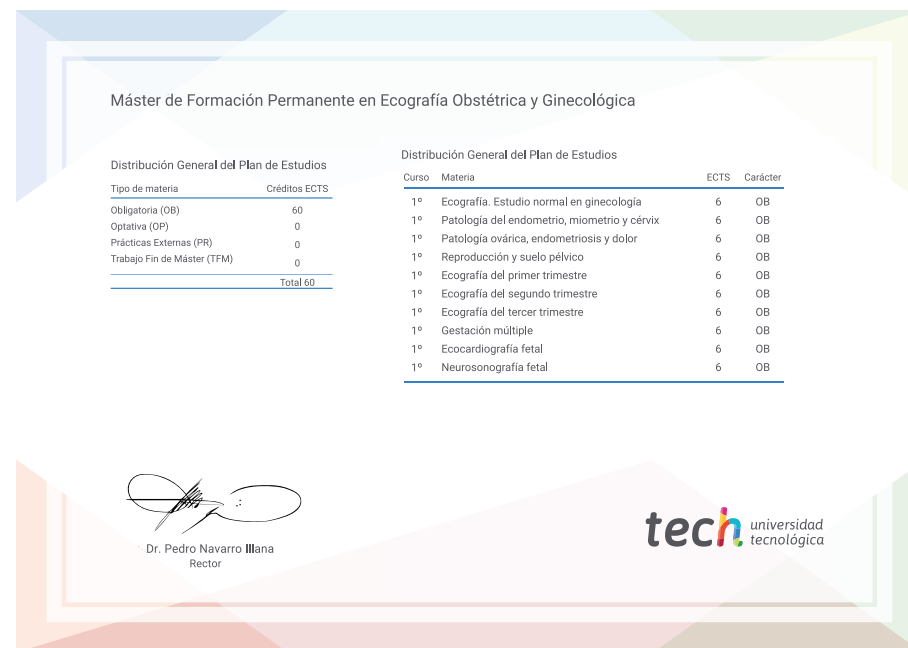 Máster de Formación Permanente en Ecografía Obstétrica y Ginecológica
Distribución General del Plan de Estudios
Tipo de materia Créditos ECTS
Obligatoria (OB) 60
Optativa (OP) 0
Prácticas Externas (PR) 0
Trabajo Fin de Máster (TFM) 0
Total 60
Distribución General del Plan de Estudios
Curso Materia ECTS Carácter
1º Ecografía. Estudio normal en ginecología 6 OB
1º Patología del endometrio, miometrio y cérvix 6 OB
1º Patología ovárica, endometriosis y dolor 6 OB
1º Reproducción y suelo pélvico 6 OB
1º Ecografía del primer trimestre 6 OB
1º Ecografía del segundo trimestre 6 OB
1º Ecografía del tercer trimestre 6 OB
1º Gestación múltiple 6 OB
1º Ecocardiografía fetal 6 OB
1º Neurosonografía fetal 6 OB
Dr. Pedro Navarro Illana
Rector
tech universidad
tecnológica